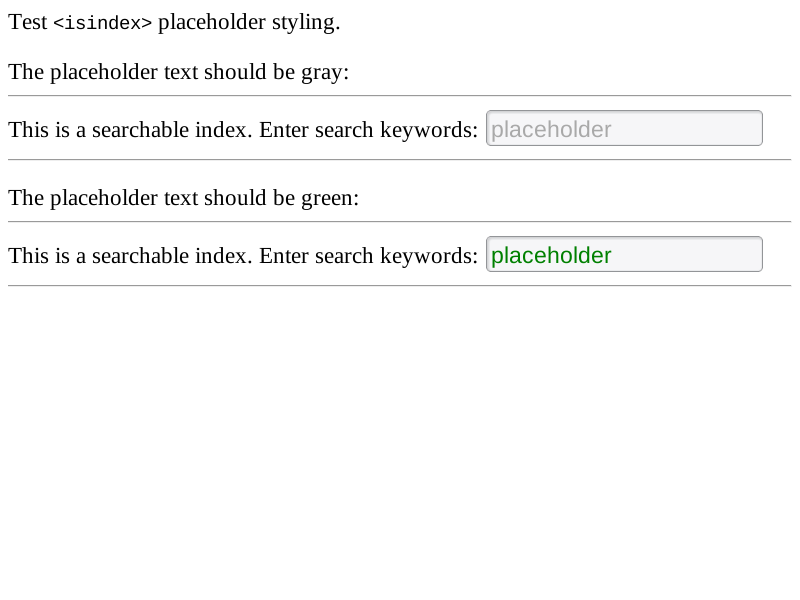 Test <isindex> placeholder styling.
The placeholder text should be gray:
This is a searchable index. Enter search keywords: placeholder
The placeholder text should be green:
This is a searchable index. Enter search keywords: placeholder